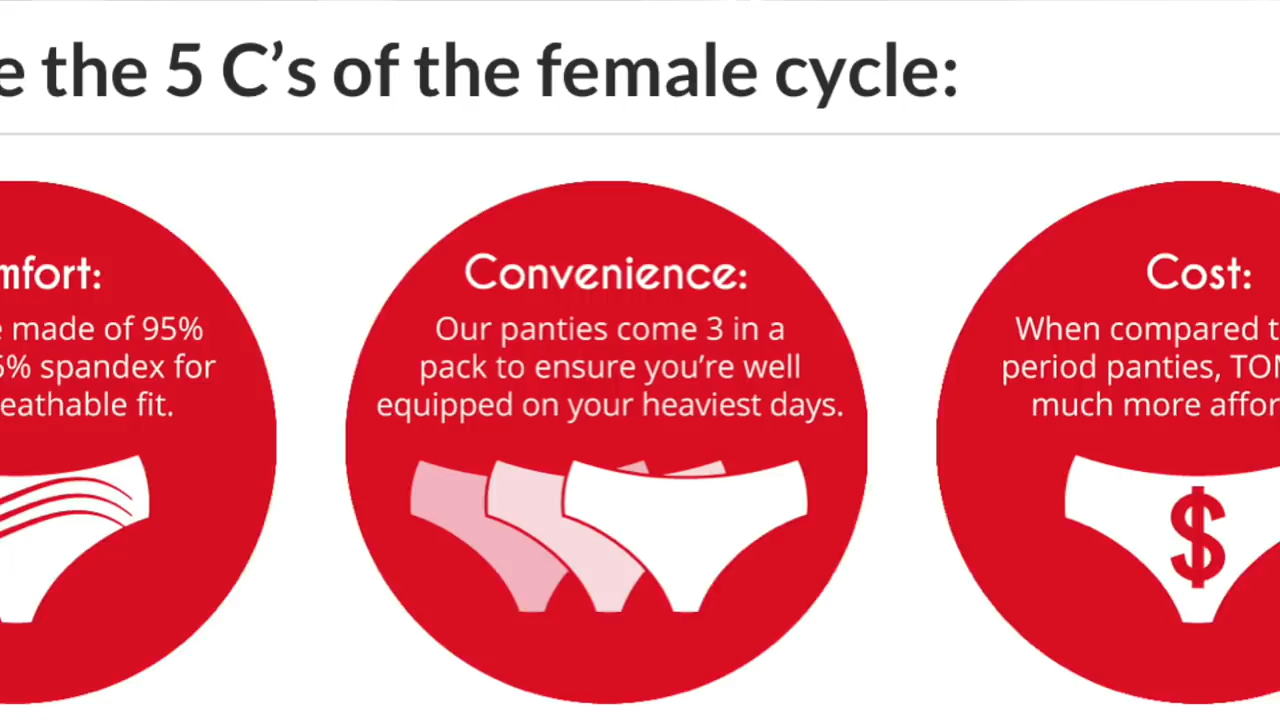 e the 5 C's of the female cycle:
mfort:
made of 95%
5% spandex for
eathable fit.
Convenience:
Our panties come 3 in a
pack to ensure you're well
equipped on your heaviest days.
Cost:
When compared t
period panties, TO
much more affor
$